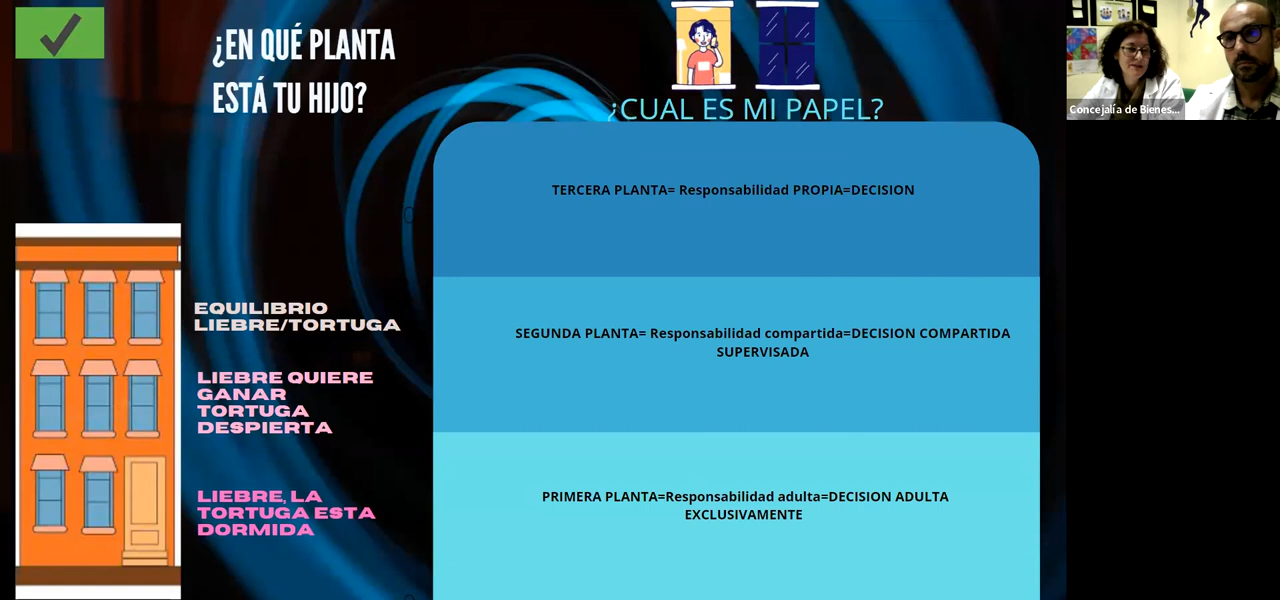 ¿EN QUÉ PLANTA
ESTÁ TU HIJO?
¿CUAL ES MI PAPEL?
TERCERA PLANTA= Responsabilidad PROPIA=DECISION
SEGUNDA PLANTA= Responsabilidad compartida=DECISION COMPARTIDA
SUPERVISADA
PRIMERA PLANTA=Responsabilidad adulta=DECISION ADULTA
EXCLUSIVAMENTE
EQUILIBRIO
LIEBRE/TORTUGA
LIEBRE QUIERE
GANAR
TORTUGA
DESPIERTA
LIEBRE, LA
TORTUGA ESTA
DORMIDA
Concejalía de Bienes...